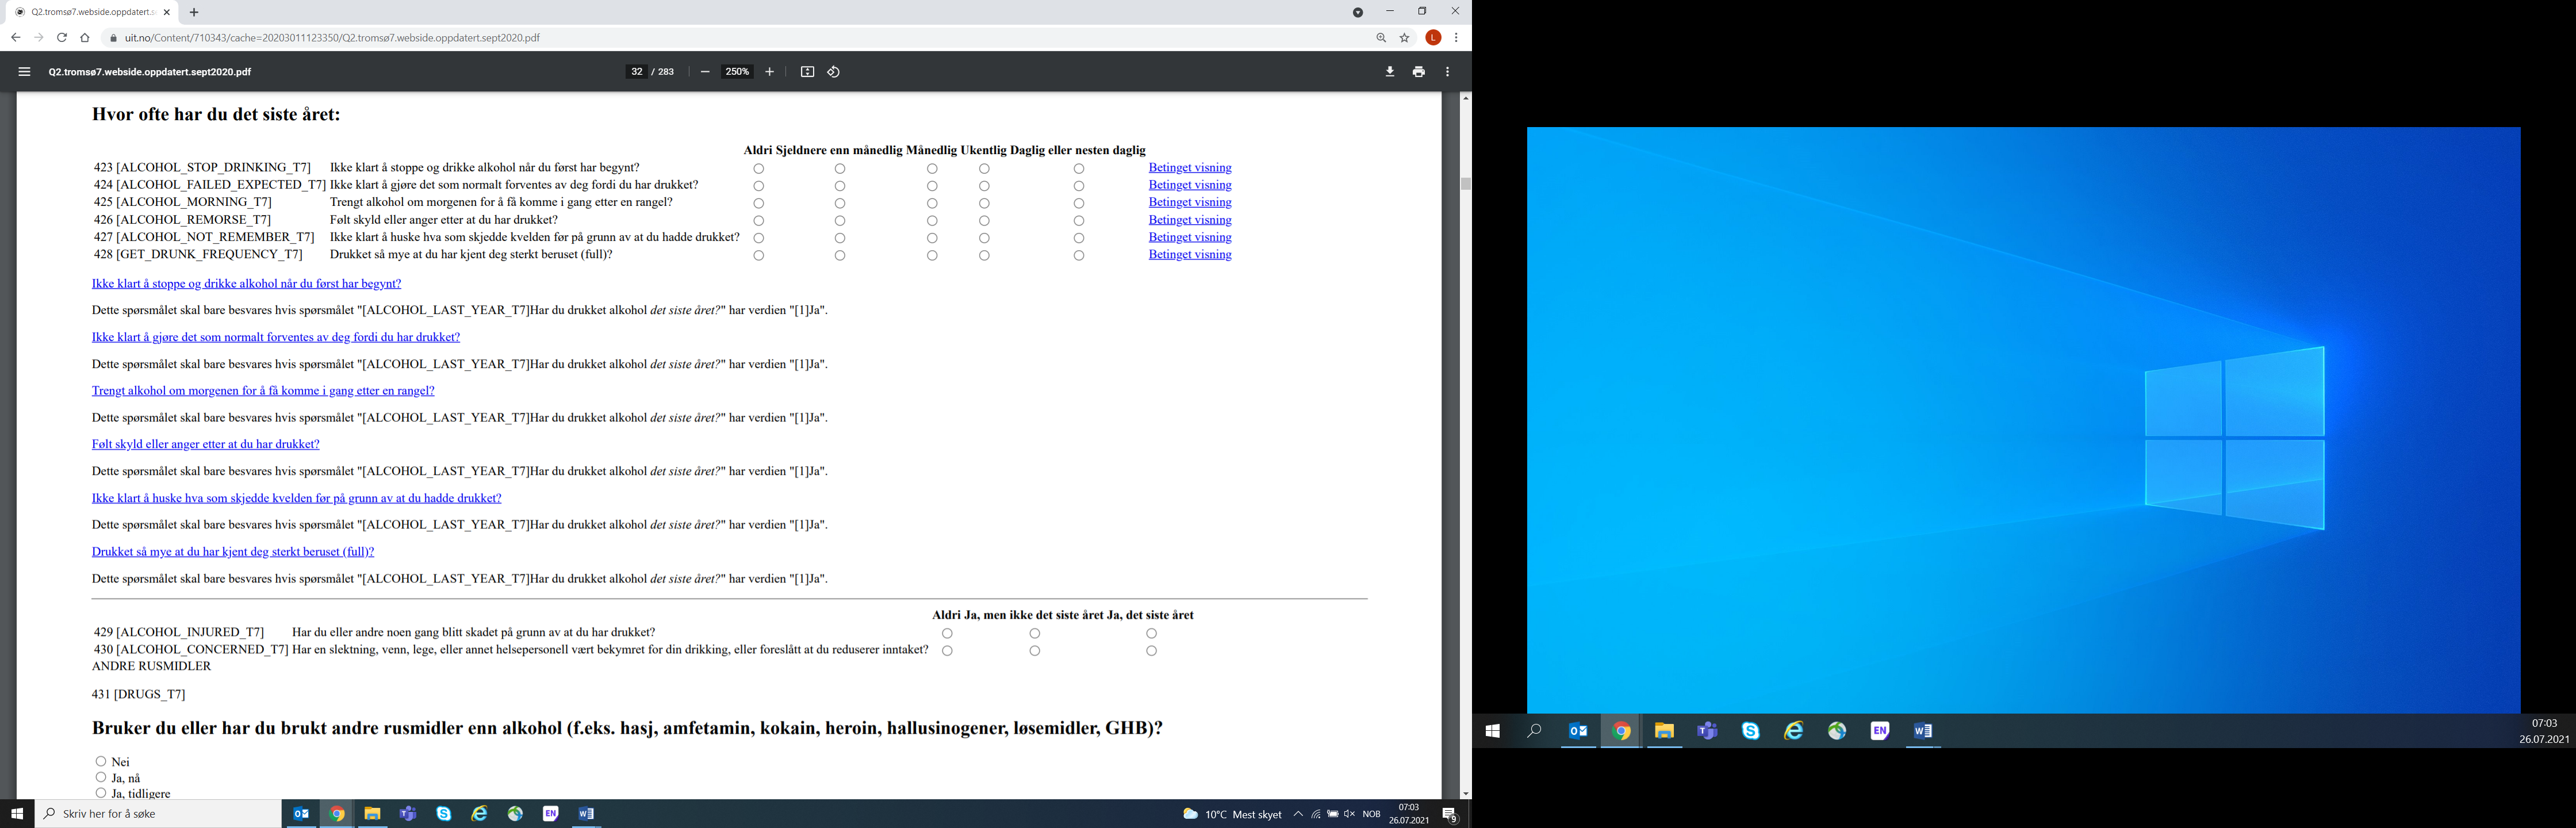 Q2.tromsø7.webside.oppdatert.s
uit.no/Content/710343/cache=20203011123350/Q2.tromsø7.webside.oppdatert.sept2020.pdf
L
Q2.tromsø7.webside.oppdatert.sept2020.pdf
32 / 283
250%
Hvor ofte har du det siste året:
Aldri Sjeldnere enn månedlig Månedlig Ukentlig Daglig eller nesten daglig
423 [ALCOHOL_STOP_DRINKING_T7] Ikke klart å stoppe og drikke alkohol når du først har begynt? Betinget visning
424 [ALCOHOL_FAILED_EXPECTED_T7] Ikke klart å gjøre det som normalt forventes av deg fordi du har drukket? Betinget visning
425 [ALCOHOL_MORNING_T7] Trengt alkohol om morgenen for å få komme i gang etter en rangel? Betinget visning
426 [ALCOHOL_REMORSE_T7] Følt skyld eller anger etter at du har drukket? Betinget visning
427 [ALCOHOL_NOT_REMEMBER_T7] Ikke klart å huske hva som skjedde kvelden før på grunn av at du hadde drukket? Betinget visning
428 [GET_DRUNK_FREQUENCY_T7] Drukket så mye at du har kjent deg sterkt beruset (full)? Betinget visning
Ikke klart å stoppe og drikke alkohol når du først har begynt?
Dette spørsmålet skal bare besvares hvis spørsmålet "[ALCOHOL_LAST_YEAR_T7]Har du drukket alkohol det siste året?" har verdien "[1]Ja".
Ikke klart å gjøre det som normalt forventes av deg fordi du har drukket?
Dette spørsmålet skal bare besvares hvis spørsmålet "[ALCOHOL_LAST_YEAR_T7]Har du drukket alkohol det siste året?" har verdien "[1]Ja".
Trengt alkohol om morgenen for å få komme i gang etter en rangel?
Dette spørsmålet skal bare besvares hvis spørsmålet "[ALCOHOL_LAST_YEAR_T7]Har du drukket alkohol det siste året?" har verdien "[1]Ja".
Følt skyld eller anger etter at du har drukket?
Dette spørsmålet skal bare besvares hvis spørsmålet "[ALCOHOL_LAST_YEAR_T7]Har du drukket alkohol det siste året?" har verdien "[1]Ja".
Ikke klart å huske hva som skjedde kvelden før på grunn av at du hadde drukket?
Dette spørsmålet skal bare besvares hvis spørsmålet "[ALCOHOL_LAST_YEAR_T7]Har du drukket alkohol det siste året?" har verdien "[1]Ja".
Drukket så mye at du har kjent deg sterkt beruset (full)?
Dette spørsmålet skal bare besvares hvis spørsmålet "[ALCOHOL_LAST_YEAR_T7]Har du drukket alkohol det siste året?" har verdien "[1]Ja".
Aldri Ja, men ikke det siste året Ja, det siste året
429 [ALCOHOL_INJURED_T7] Har du eller andre noen gang blitt skadet på grunn av at du har drukket?
430 [ALCOHOL_CONCERNED_T7] Har en slektning, venn, lege, eller annet helsepersonell vært bekymret for din drikking, eller foreslått at du reduserer inntaket?
ANDRE RUSMIDLER
431 [DRUGS_T7]
Bruker du eller har du brukt andre rusmidler enn alkohol (f.eks. hasj, amfetamin, kokain, heroin, hallusinogener, løsemidler, GHB)?
Nei
Ja, nå
Ja, tidligere
Skriv her for å søke
EN
10°C Mest skyet
NOB
07:03
26.07.2021
9
EN
07:03
26.07.2021